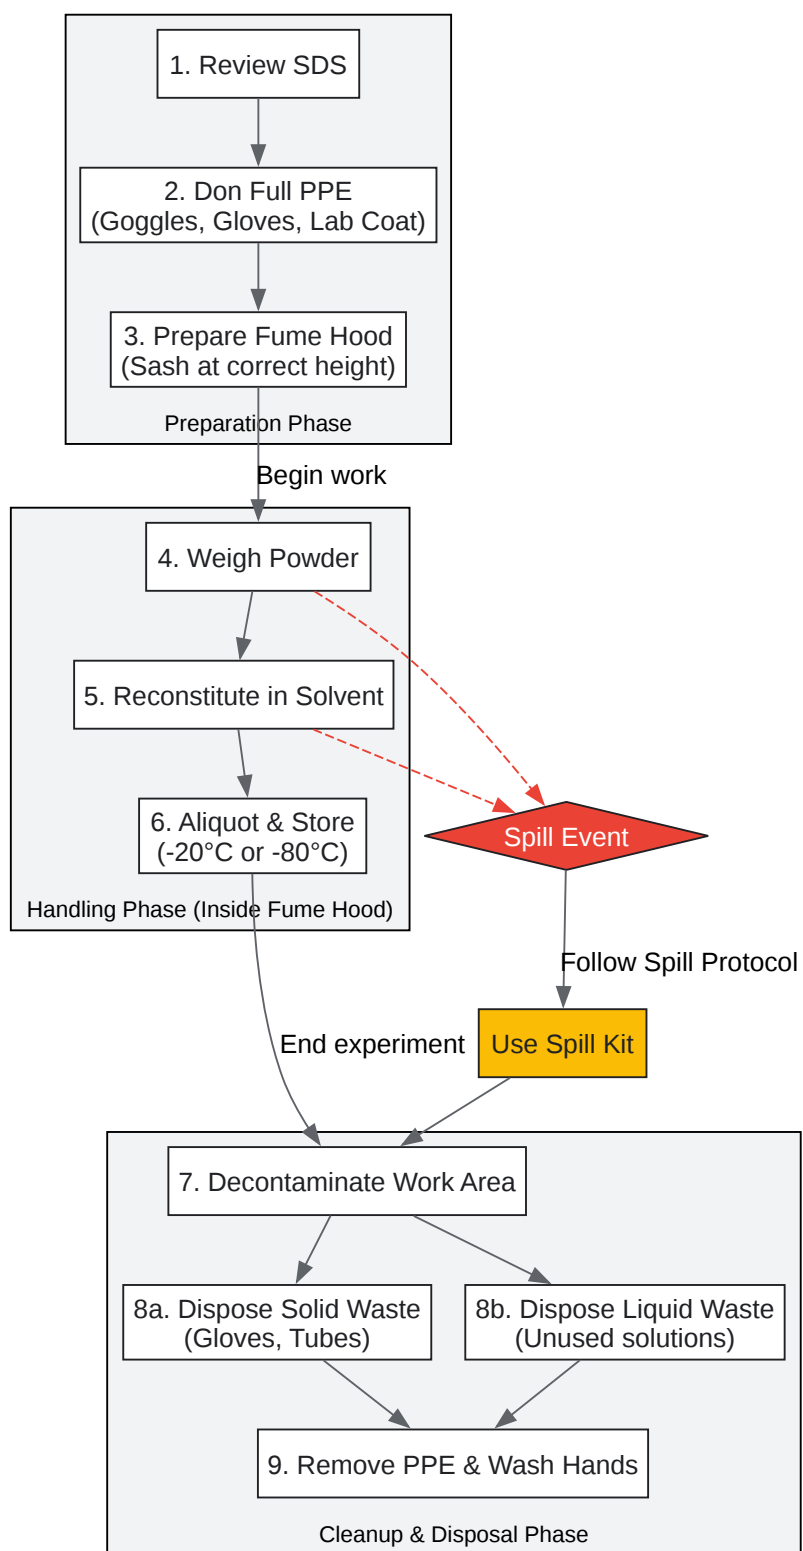 1. Review SDS
2. Don Full PPE
(Goggles, Gloves, Lab Coat)
3. Prepare Fume Hood
(Sash at correct height)
Preparation Phase
Begin work
4. Weigh Powder
5. Reconstitute in Solvent
6. Aliquot & Store
(-20°C or -80°C)
Spill Event
Handling Phase (Inside Fume Hood)
Follow Spill Protocol
End experiment
Use Spill Kit
7. Decontaminate Work Area
8a. Dispose Solid Waste
(Gloves, Tubes)
8b. Dispose Liquid Waste
(Unused solutions)
9. Remove PPE & Wash Hands
Cleanup & Disposal Phase